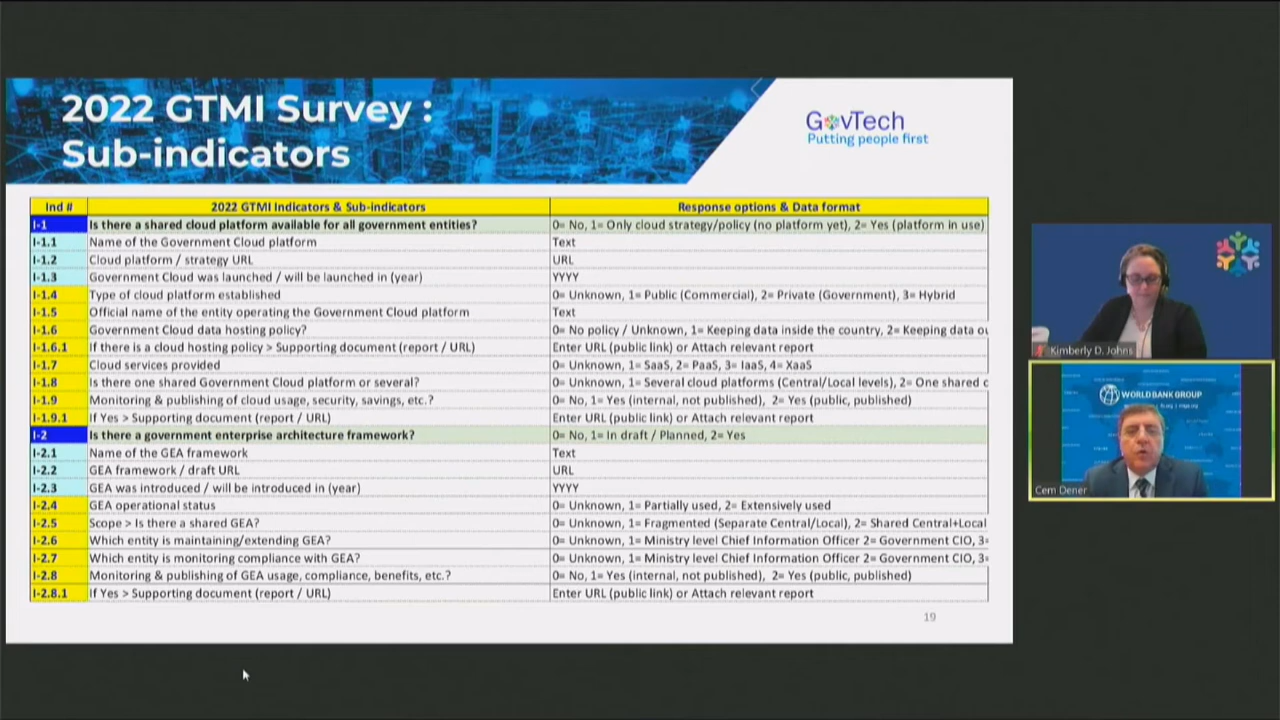 2022 GTMI Survey :
Sub-indicators
GovTech
Putting people first
Ind # 2022 GTMI Indicators & Sub-indicators Response options & Data format
I-1 Is there a shared cloud platform available for all government entities? 0= No, 1= Only cloud strategy/policy (no platform yet), 2= Yes (platform in use)
I-1.1 Name of the Government Cloud platform Text
I-1.2 Cloud platform / strategy URL URL
I-1.3 Government Cloud was launched / will be launched in (year) YYYY
I-1.4 Type of cloud platform established 0= Unknown, 1= Public (Commercial), 2= Private (Government), 3= Hybrid
I-1.5 Official name of the entity operating the Government Cloud platform Text
I-1.6 Government Cloud data hosting policy? 0= No policy / Unknown, 1= Keeping data inside the country, 2= Keeping data
I-1.6.1 If there is a cloud hosting policy > Supporting document (report / URL) Enter URL (public link) or Attach relevant report
I-1.7 Cloud services provided 0= Unknown, 1= SaaS, 2= PaaS, 3= IaaS, 4= XaaS
I-1.8 Is there one shared Government Cloud platform or several? 0= Unknown, 1= Several cloud platforms (Central/Local levels), 2= One shared
I-1.9 Monitoring & publishing of cloud usage, security, savings, etc.? 0= No, 1= Yes (internal, not published), 2= Yes (public, published)
I-1.9.1 If Yes > Supporting document (report / URL) Enter URL (public link) or Attach relevant report
I-2 Is there a government enterprise architecture framework? 0= No, 1= In draft / Planned, 2= Yes
I-2.1 Name of the GEA framework Text
I-2.2 GEA framework / draft URL URL
I-2.3 GEA was introduced / will be introduced in (year) YYYY
I-2.4 GEA operational status 0= Unknown, 1= Partially used, 2= Extensively used
I-2.5 Scope > Is there a shared GEA? 0= Unknown, 1= Fragmented (Separate Central/Local), 2= Shared Central+Local
I-2.6 Which entity is maintaining/extending GEA? 0= Unknown, 1= Ministry level Chief Information Officer 2= Government CIO, 3=
I-2.7 Which entity is monitoring compliance with GEA? 0= Unknown, 1= Ministry level Chief Information Officer 2= Government CIO, 3=
I-2.8 Monitoring & publishing of GEA usage, compliance, benefits, etc.? 0= No, 1= Yes (internal, not published), 2= Yes (public, published)
I-2.8.1 If Yes > Supporting document (report / URL) Enter URL (public link) or Attach relevant report
19
Kimberly D. Johns
WORLD BANK GROUP
Cem Dener